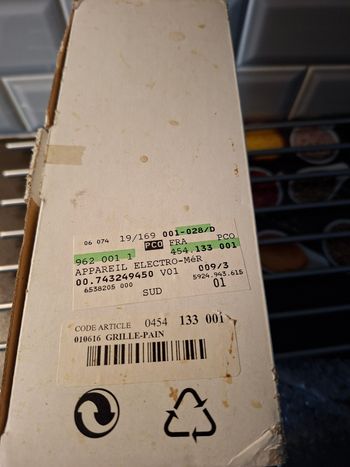 06 074 19/169 001-028/D
PCO FRA PCO
962 001 1 454.133 001
APPAREIL ELECTRO-MéR
00.743249450 V01 009/3
6538205 000 5924.943.615
SUD 01
CODE ARTICLE 0454 133 001
010616 GRILLE-PAIN